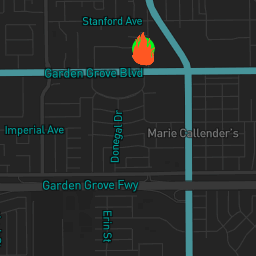 Stanford Ave
Garden Grove Blvd
Imperial Ave
Donegal Dr
Marie Callender's
Garden Grove Fwy
Erin St